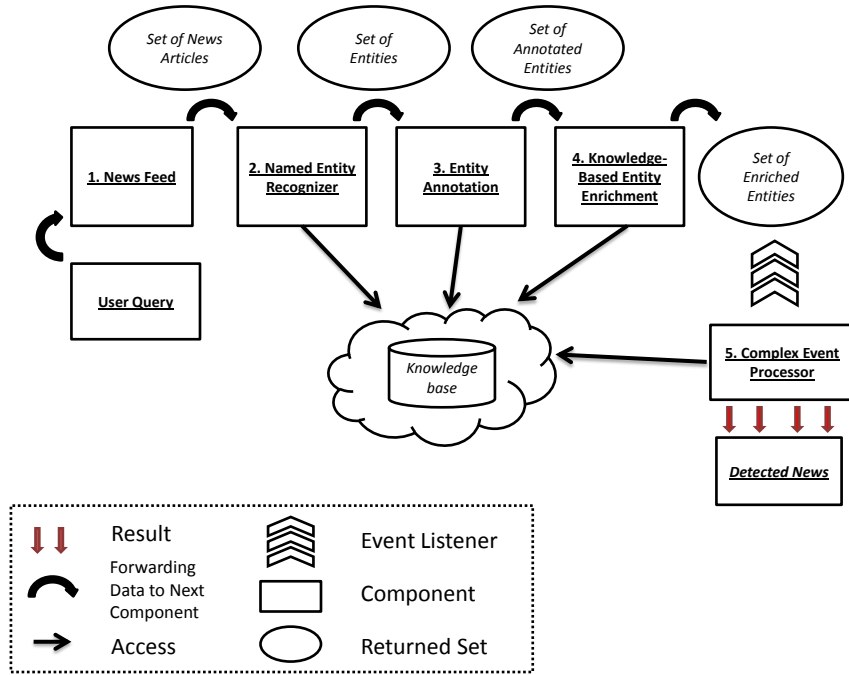 Set of News
Articles
Set of
Entities
Set of
Annotated
Entities
1. News Feed
2. Named Entity
Recognizer
3. Entity
Annotation
4. Knowledge-
Based Entity
Enrichment
Set of
Enriched
Entities
User Query
Knowledge
base
5. Complex Event
Processor
Detected News
Result
Event Listener
Forwarding
Data to Next
Component
Component
Access
Returned Set